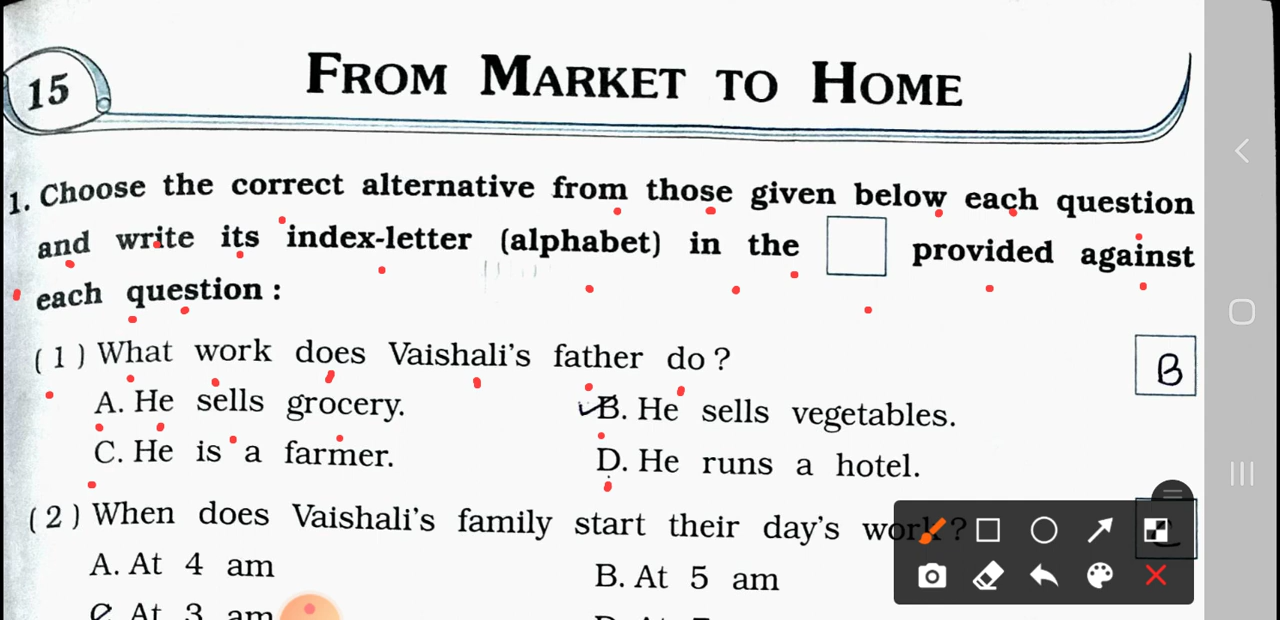 15
FROM MARKET TO HOME
1. Choose the correct alternative from those given below each question
and write its index-letter (alphabet) in the provided against
each question :
(1) What work does Vaishali's father do ?
B
A. He sells grocery.
B. He sells vegetables.
C. He is a farmer.
D. He runs a hotel.
(2) When does Vaishali's family start their day's work ?
A. At 4 am
B. At 5 am
C At 3 am